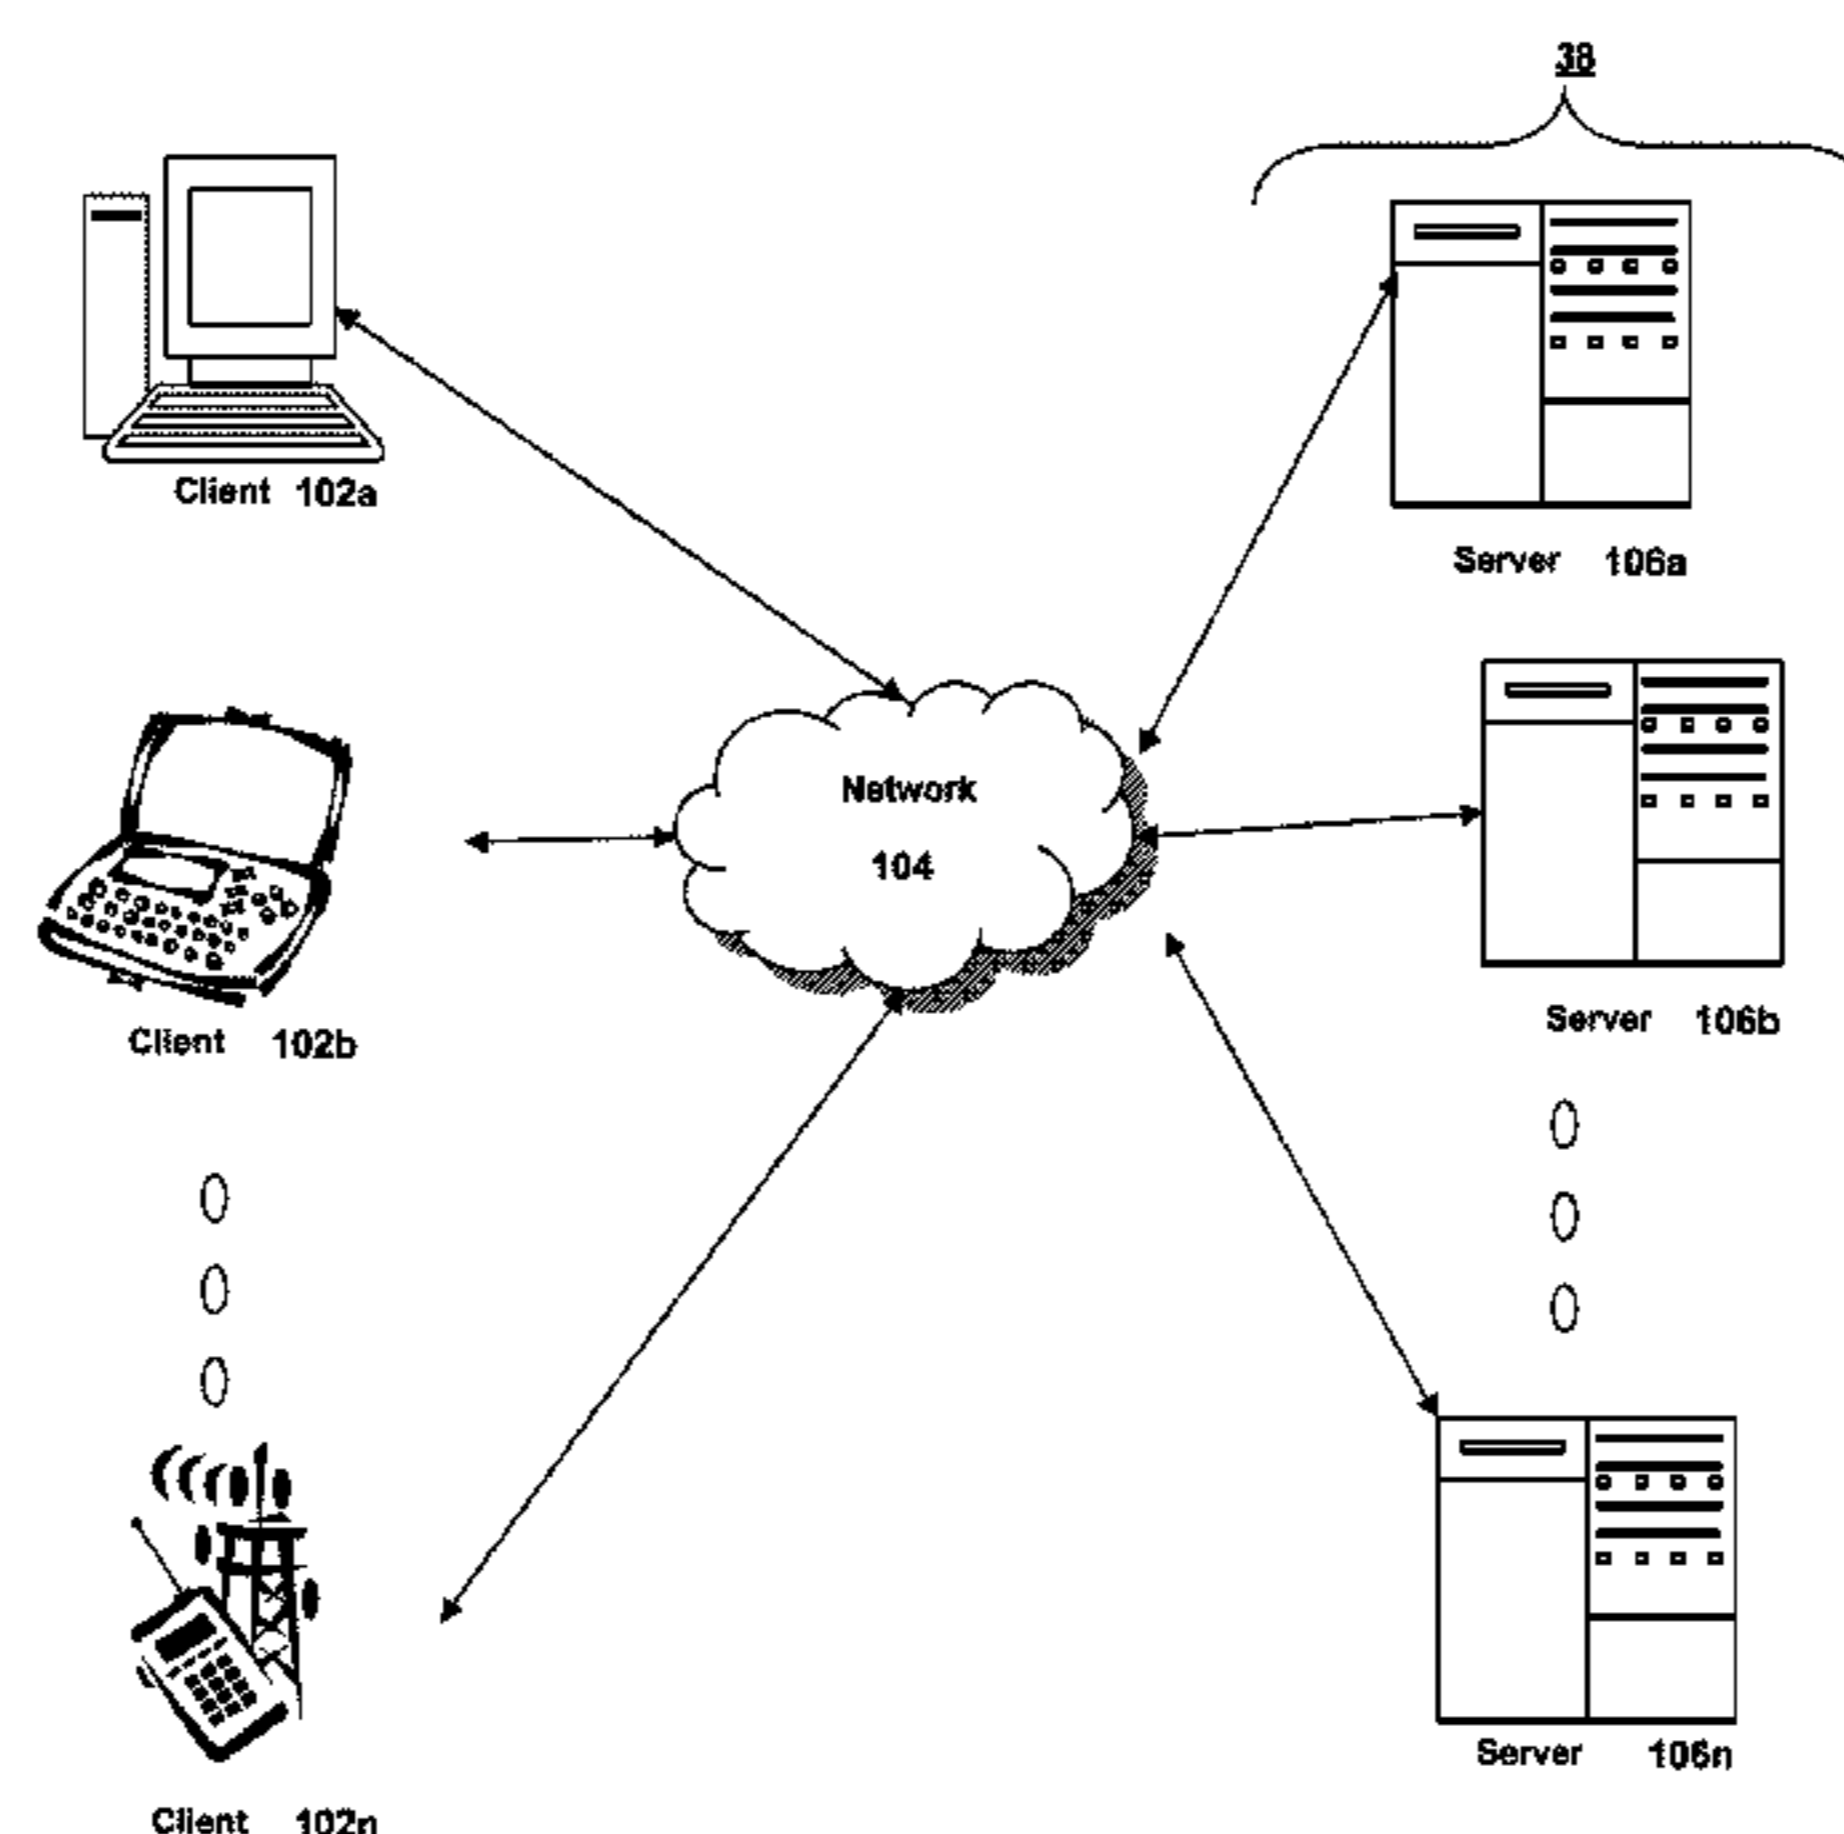 38
Client 102a
Server 106a
Network
104
Client 102b
Server 106b
Server 106n
Client 102n